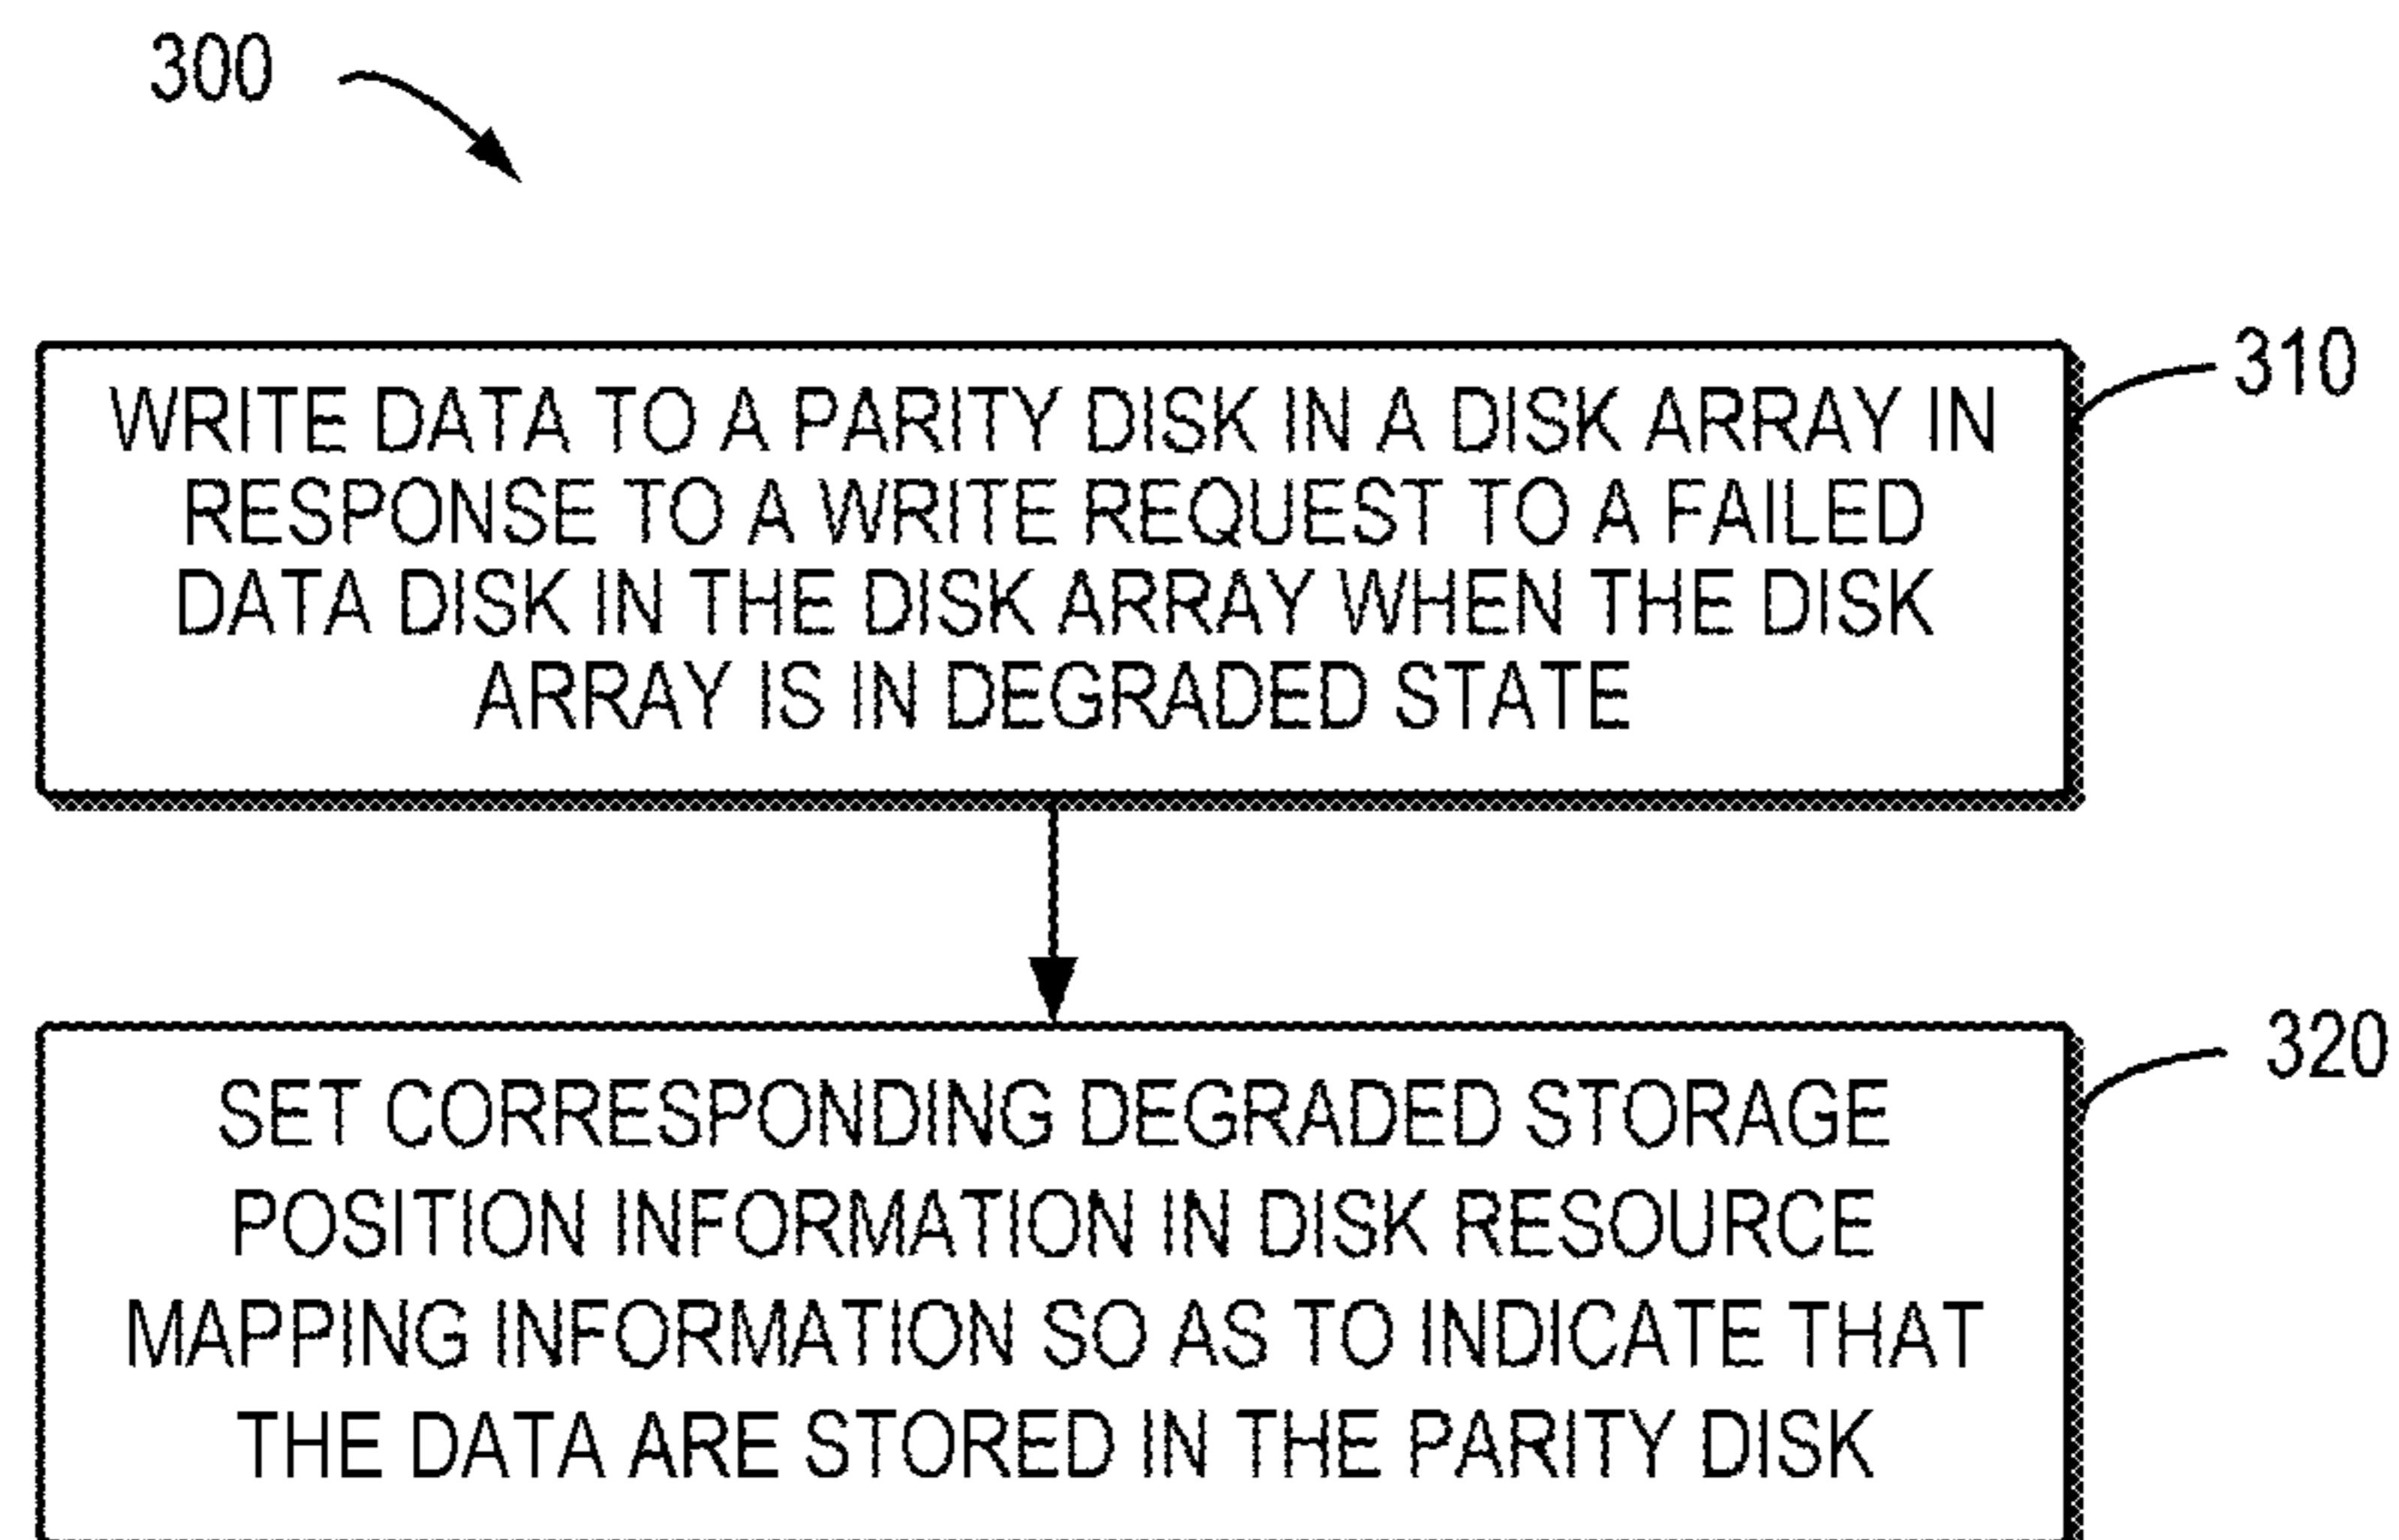 300
310
WRITE DATA TO A PARITY DISK IN A DISK ARRAY IN
RESPONSE TO A WRITE REQUEST TO A FAILED
DATA DISK IN THE DISK ARRAY WHEN THE DISK
ARRAY IS IN DEGRADED STATE
320
SET CORRESPONDING DEGRADED STORAGE
POSITION INFORMATION IN DISK RESOURCE
MAPPING INFORMATION SO AS TO INDICATE THAT
THE DATA ARE STORED IN THE PARITY DISK